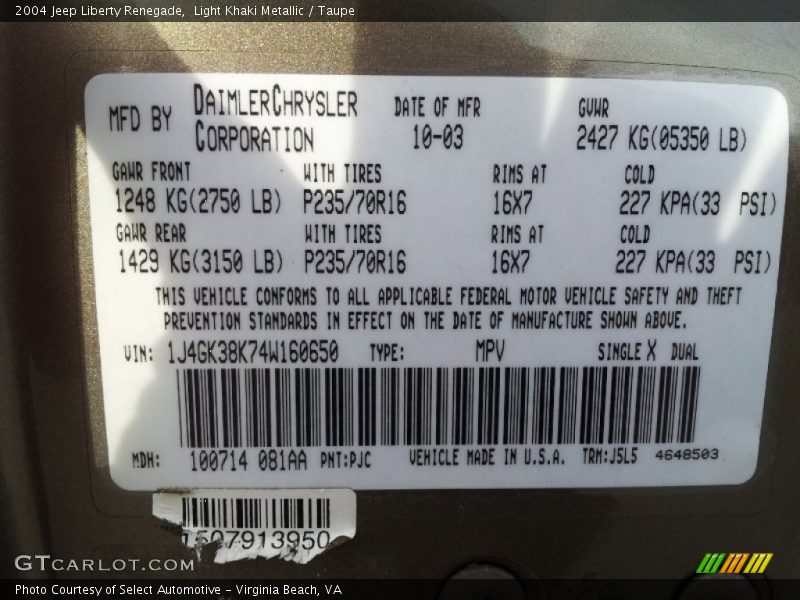 2004 Jeep Liberty Renegade,  Light Khaki Metallic / Taupe
MFD BY DAIMLERCHRYSLER CORPORATION DATE OF MFR 10-03 GVWR 2427 KG(05350 LB)
GAWR FRONT WITH TIRES RIMS AT COLD
1248 KG(2750 LB) P235/70R16 16X7 227 KPA(33 PSI)
GAWR REAR WITH TIRES RIMS AT COLD
1429 KG(3150 LB) P235/70R16 16X7 227 KPA(33 PSI)
THIS VEHICLE CONFORMS TO ALL APPLICABLE FEDERAL MOTOR VEHICLE SAFETY AND THEFT
PREVENTION STANDARDS IN EFFECT ON THE DATE OF MANUFACTURE SHOWN ABOVE.
VIN: 1J4GK38K74W160650 TYPE: MPV SINGLE X DUAL
MDH: 100714 081AA PNT:PJC VEHICLE MADE IN U.S.A. TRM:J5L5 4648503
7507913950
GTCARLOT.COM
Photo Courtesy of Select Automotive - Virginia Beach, VA